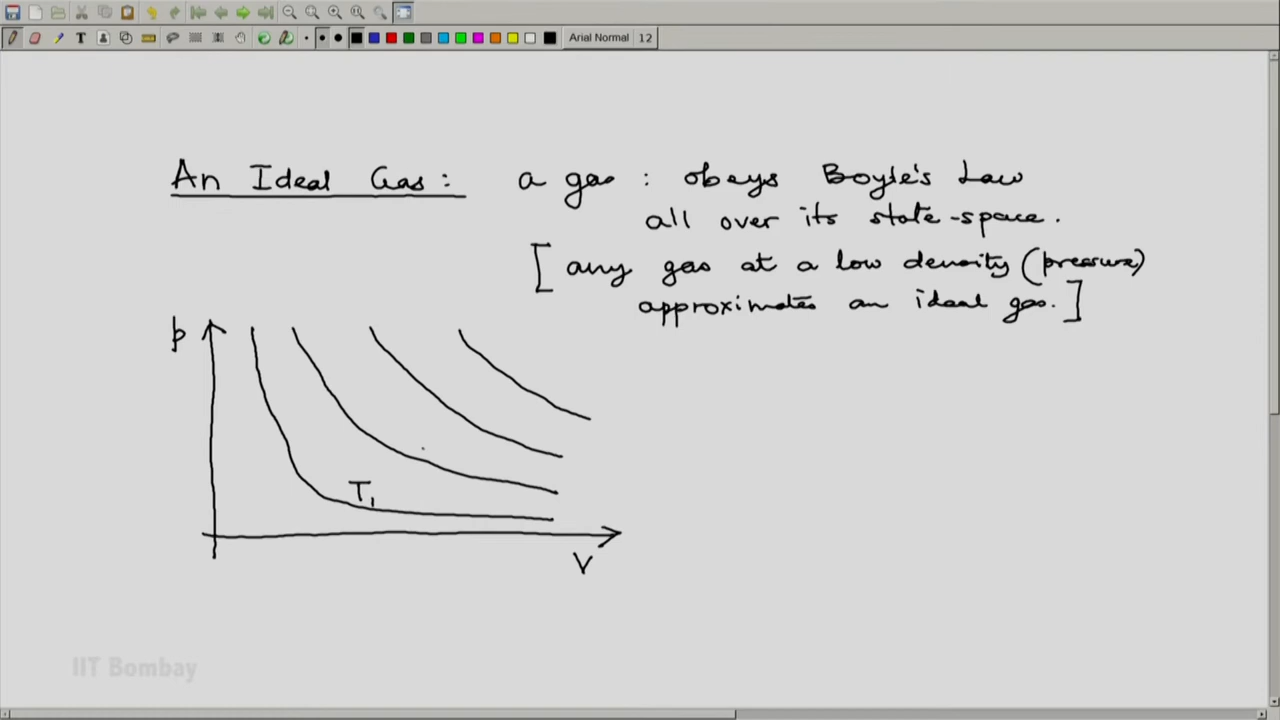 Arial Normal 12
An Ideal Gas: a gas: obeys Boyle's Law
all over its state-space.
[any gas at a low density (pressure)
approximates an ideal gas.]
p
T₁
V
IIT Bombay